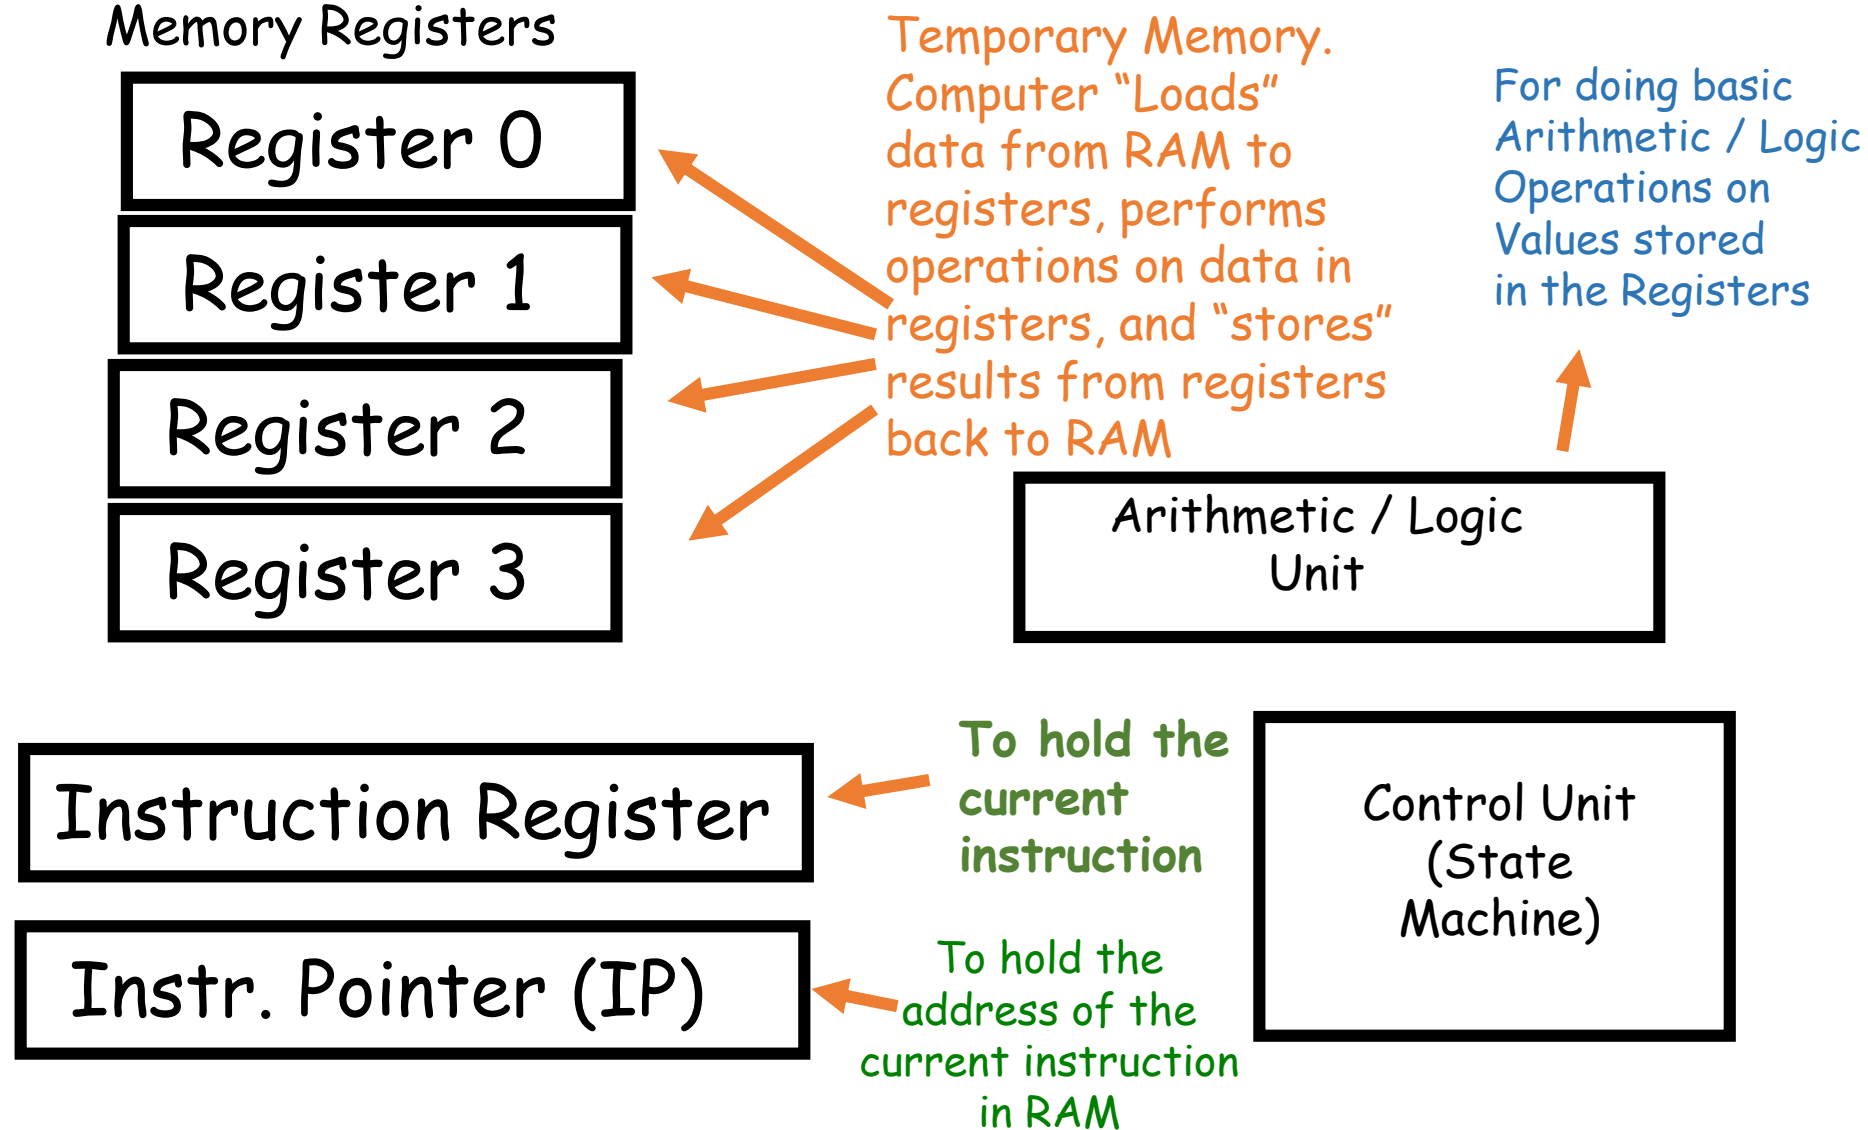 Memory Registers
Register 0
Register 1
Register 2
Register 3
Temporary Memory.
Computer “Loads”
data from RAM to
registers, performs
operations on data in
registers, and “stores”
results from registers
back to RAM
For doing basic
Arithmetic / Logic
Operations on
Values stored
in the Registers
Arithmetic / Logic
Unit
Instruction Register
To hold the
current
instruction
Control Unit
(State
Machine)
Instr. Pointer (IP)
To hold the
address of the
current instruction
in RAM